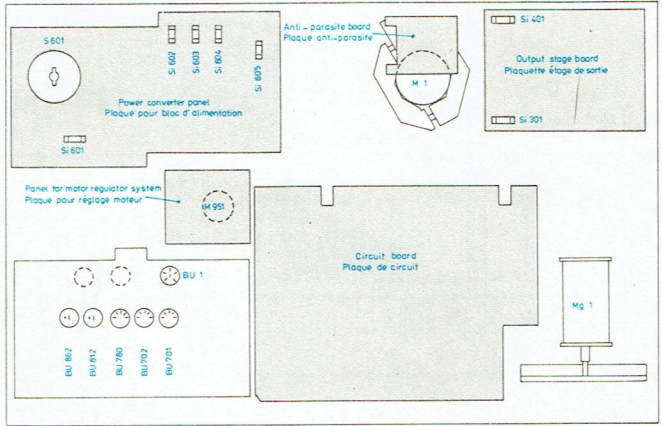 S 601
Si 602
Si 603
Si 604
Si 605
Power converter panel
Plaque pour bloc d'alimentation
Si 601
Anti-parasite board
Plaque anti-parasite
M 1
Si 401
Output stage board
Plaquette étage de sortie
Si 301
Panel for motor regulator system
Plaque pour réglage moteur
M 951
Circuit board
Plaque de circuit
BU 1
BU 862
BU 812
BU 780
BU 702
BU 701
Mg 1